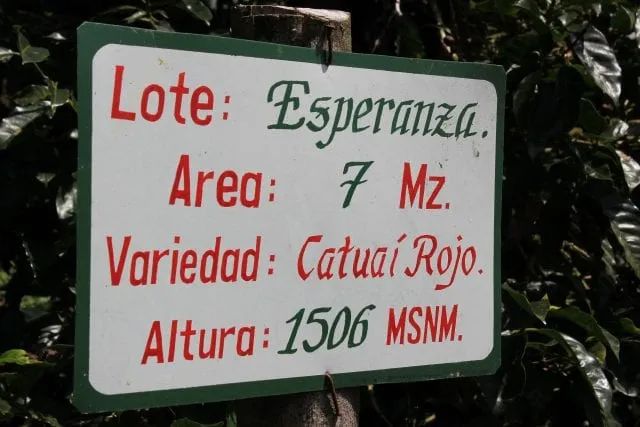 Lote: Esperanza.
Area: 7 Mz.
Variedad: Catuaí Rojo.
Altura: 1506 MSNM.